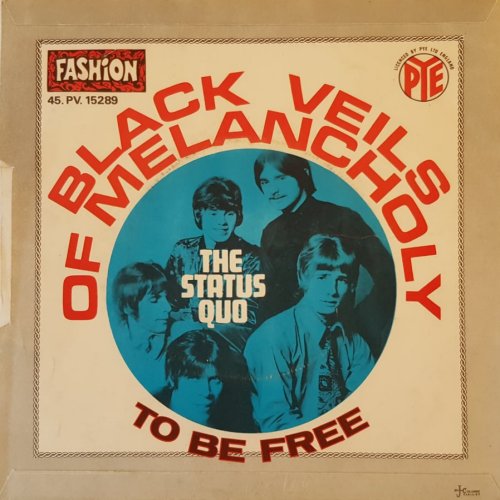 FASHION
45. PV. 15289
LICENSED BY PYE LTD ENGLAND
PYE
BLACK VEILS
OF MELANCHOLY
THE
STATUS
QUO
TO BE FREE